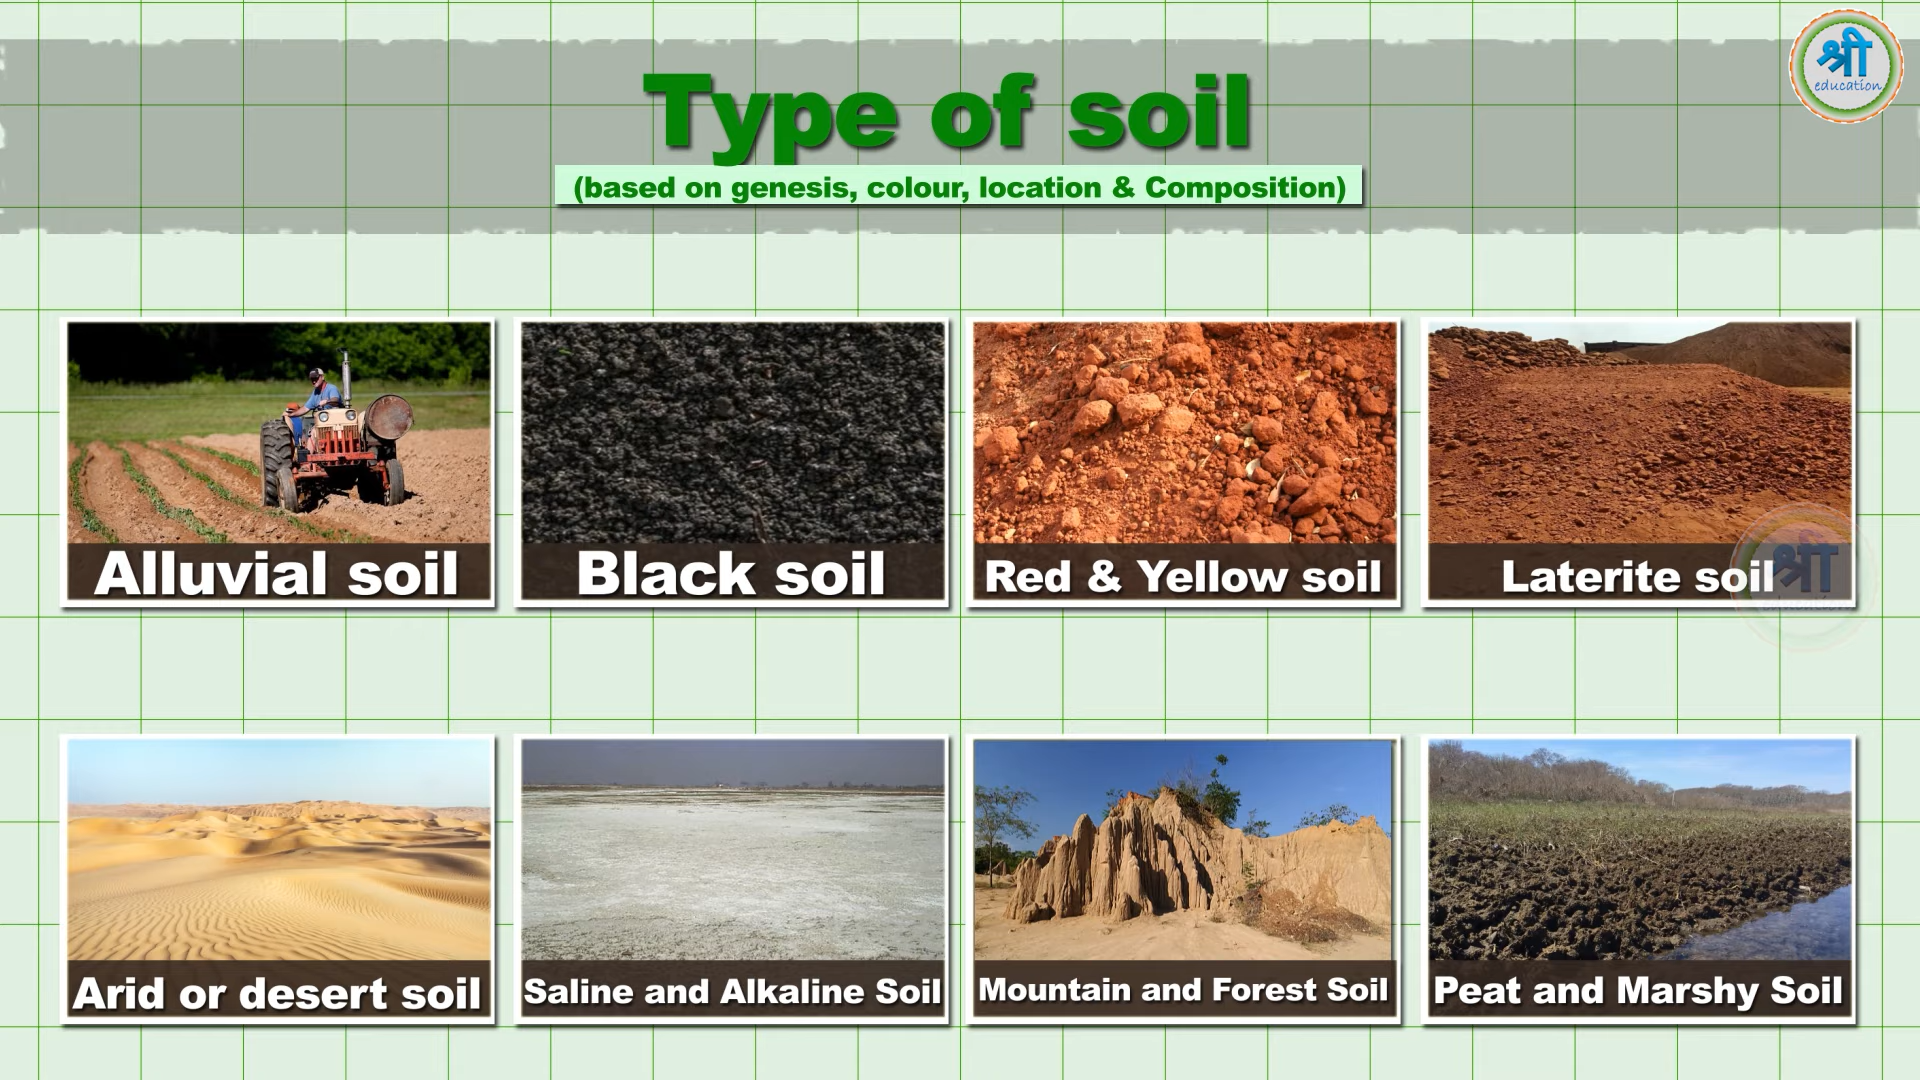 Type of soil
(based on genesis, colour, location & Composition)
श्री
education
Alluvial soil
Black soil
Red & Yellow soil
Laterite soil
श्री
education
Arid or desert soil
Saline and Alkaline Soil
Mountain and Forest Soil
Peat and Marshy Soil